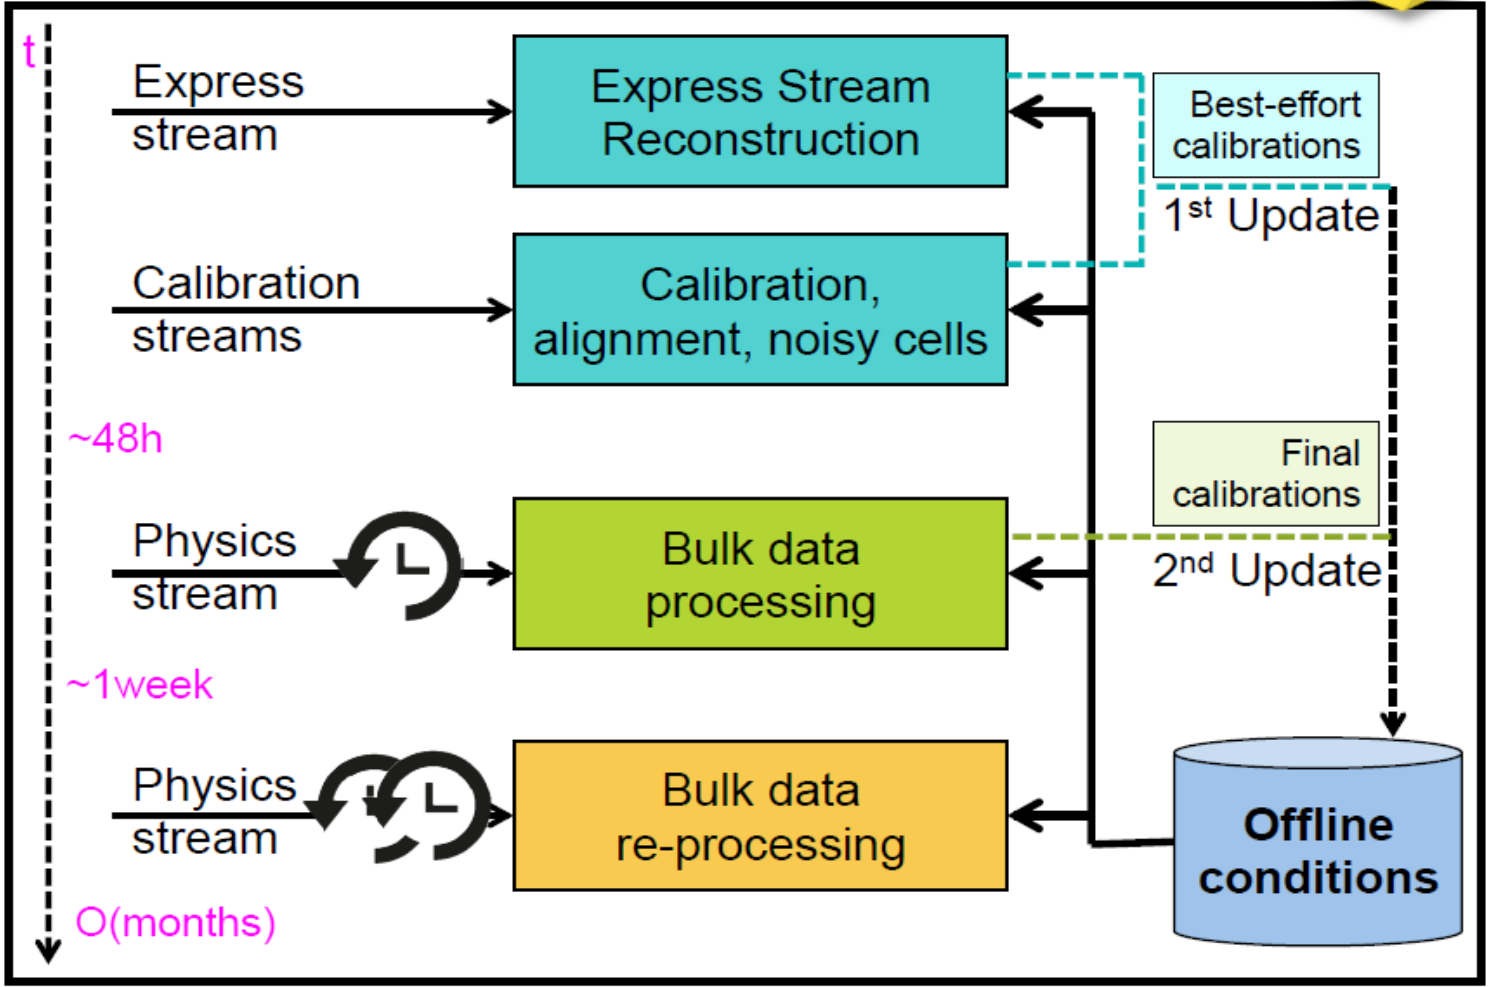 t
Express
stream
Express Stream
Reconstruction
Best-effort
calibrations
1st Update
Calibration
streams
Calibration,
alignment, noisy cells
~48h
Final
calibrations
2nd Update
Physics
stream
Bulk data
processing
~1week
Physics
stream
Bulk data
re-processing
Offline
conditions
O(months)